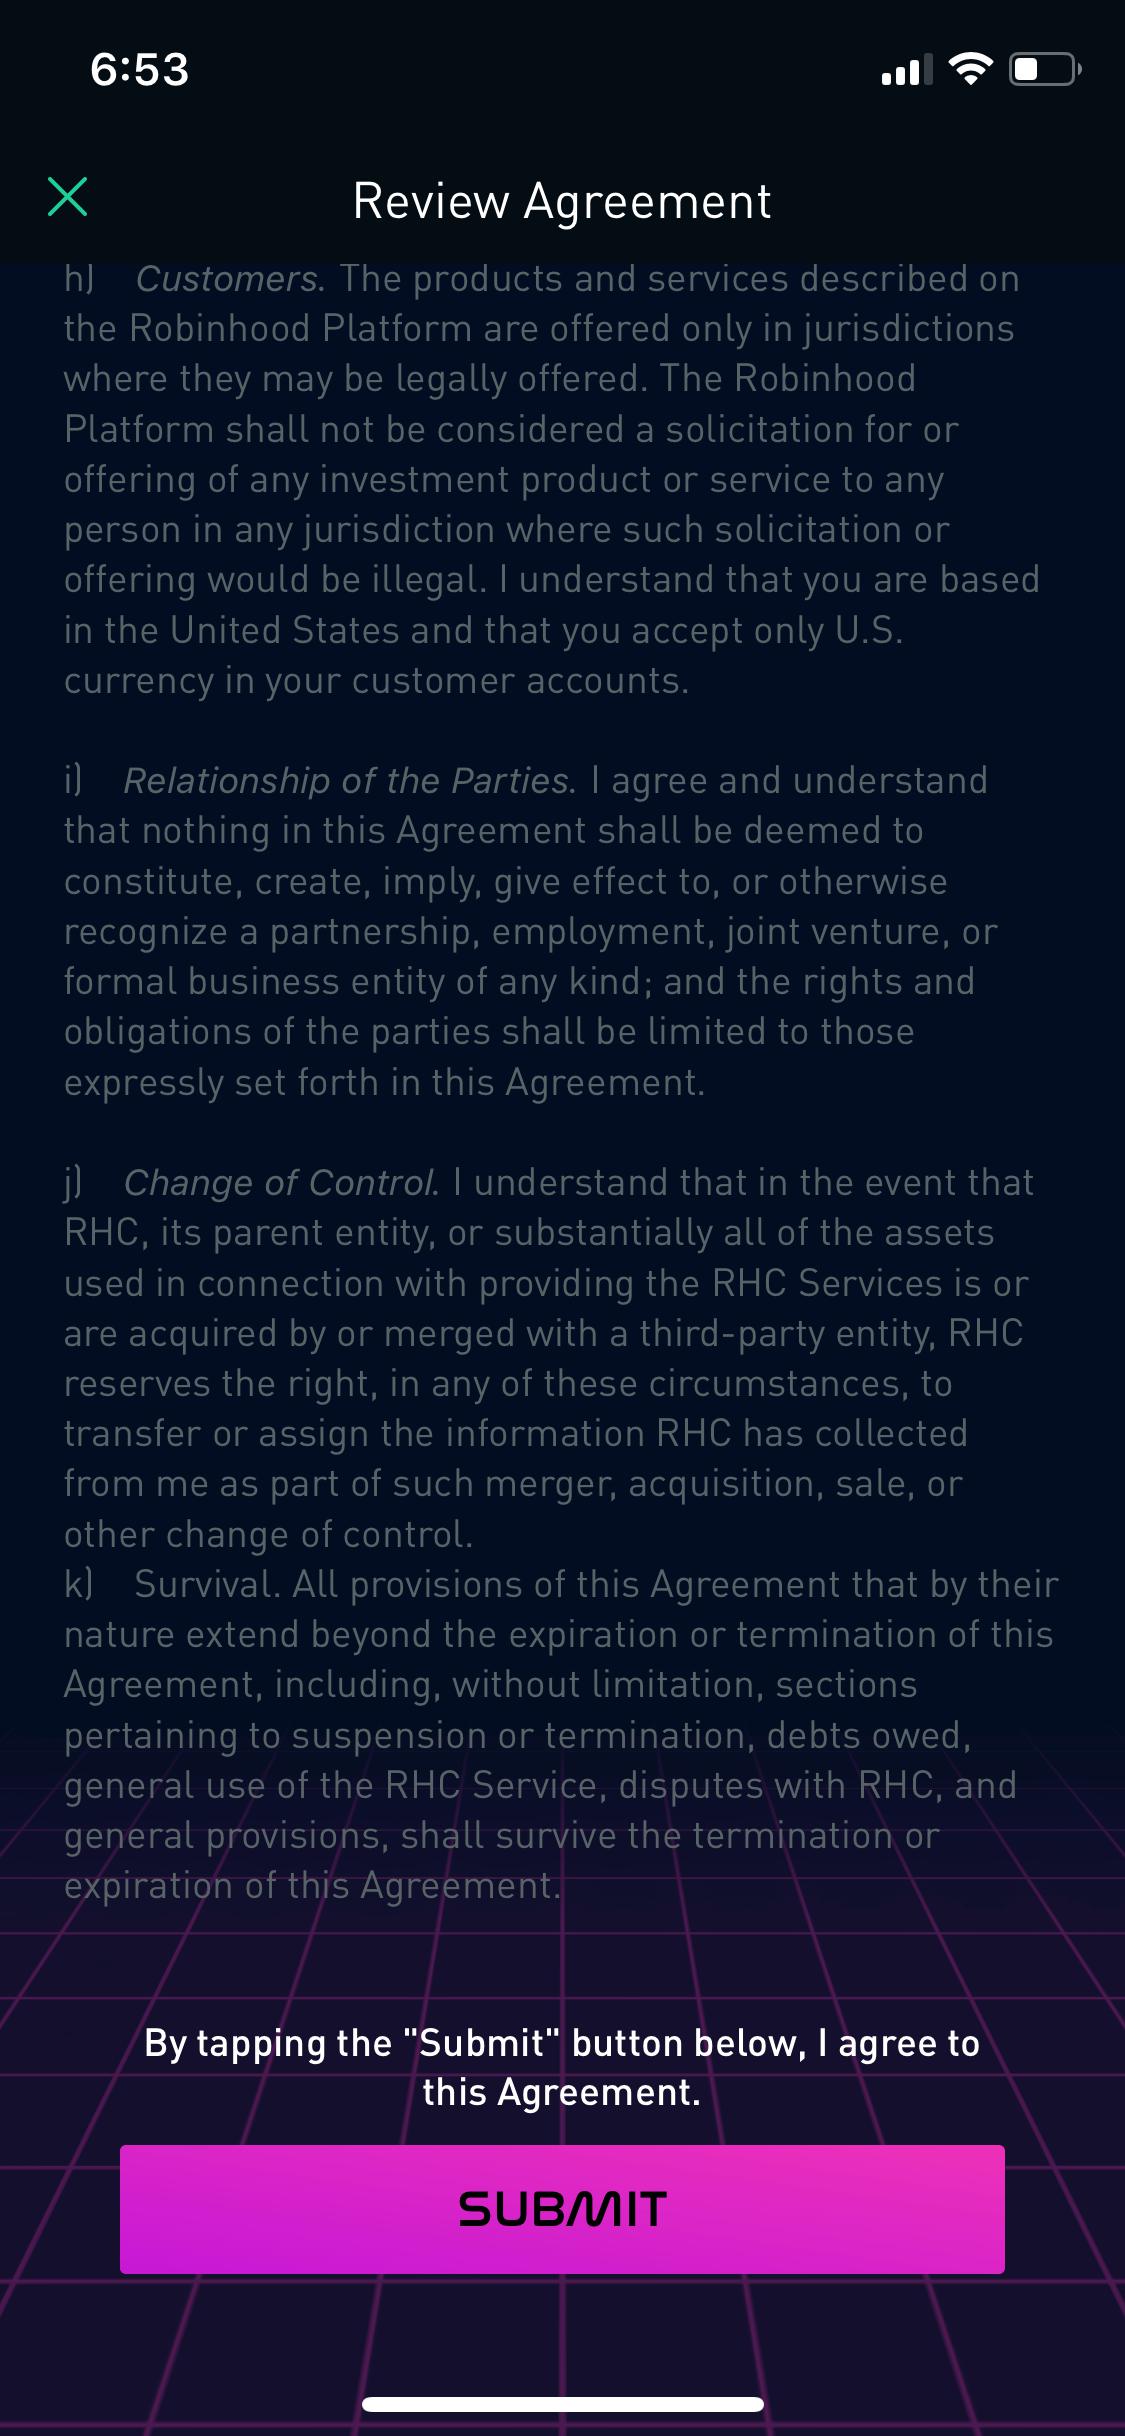 6:53
Review Agreement
h) Customers. The products and services described on
the Robinhood Platform are offered only in jurisdictions
where they may be legally offered. The Robinhood
Platform shall not be considered a solicitation for or
offering of any investment product or service to any
person in any jurisdiction where such solicitation or
offering would be illegal. I understand that you are based
in the United States and that you accept only U.S.
currency in your customer accounts.
i) Relationship of the Parties. I agree and understand
that nothing in this Agreement shall be deemed to
constitute, create, imply, give effect to, or otherwise
recognize a partnership, employment, joint venture, or
formal business entity of any kind; and the rights and
obligations of the parties shall be limited to those
expressly set forth in this Agreement.
j) Change of Control. I understand that in the event that
RHC, its parent entity, or substantially all of the assets
used in connection with providing the RHC Services is or
are acquired by or merged with a third-party entity, RHC
reserves the right, in any of these circumstances, to
transfer or assign the information RHC has collected
from me as part of such merger, acquisition, sale, or
other change of control.
k) Survival. All provisions of this Agreement that by their
nature extend beyond the expiration or termination of this
Agreement, including, without limitation, sections
pertaining to suspension or termination, debts owed,
general use of the RHC Service, disputes with RHC, and
general provisions, shall survive the termination or
expiration of this Agreement.
By tapping the "Submit" button below, I agree to
this Agreement.
SUBMIT